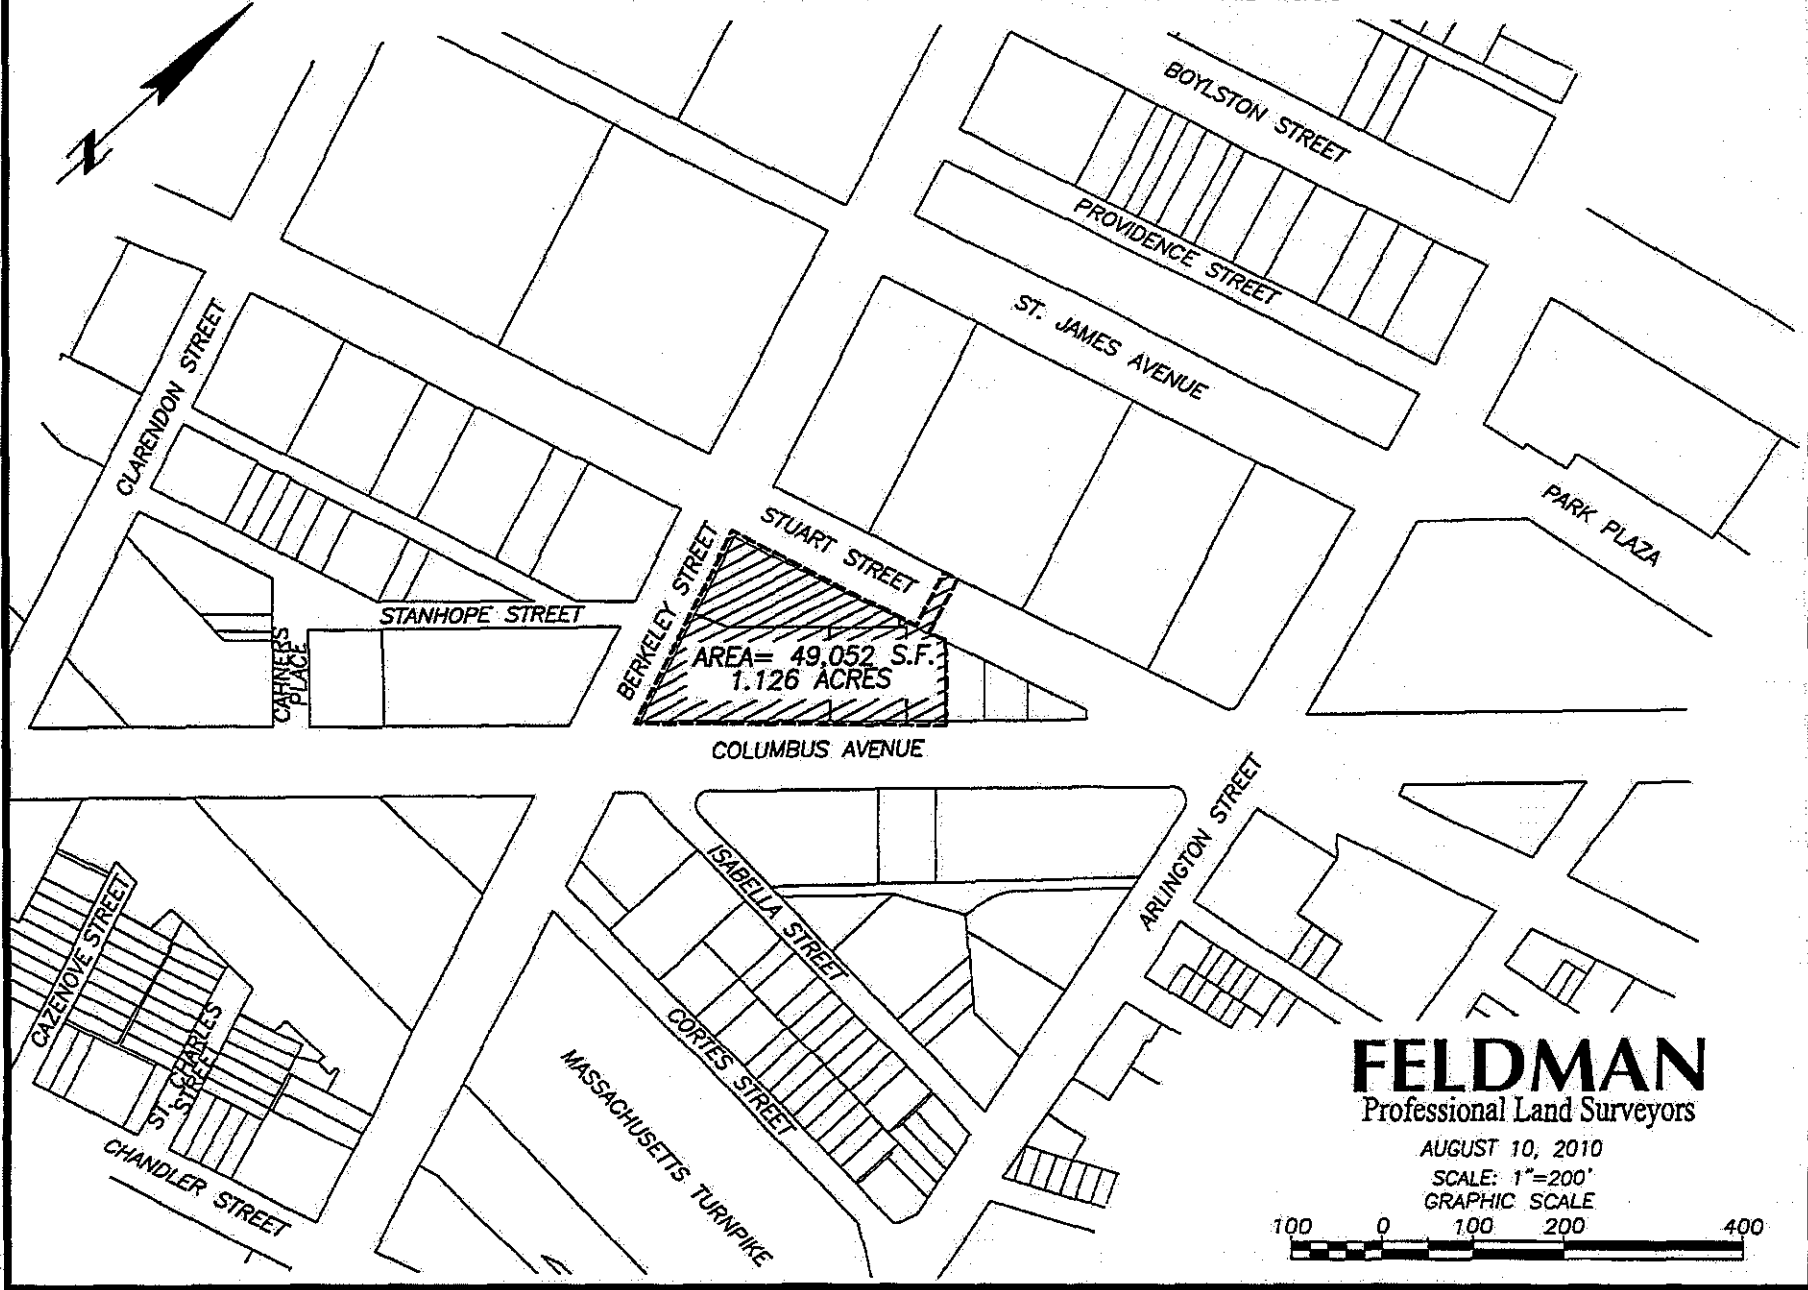 N
BOYLSTON STREET
PROVIDENCE STREET
ST. JAMES AVENUE
CLARENDON STREET
PARK PLAZA
STUART STREET
BERKELEY STREET
STANHOPE STREET
CAHNERS
PLACE
AREA= 49,052 S.F.
1.126 ACRES
COLUMBUS AVENUE
ARLINGTON STREET
ISABELLA STREET
CAZENOVE STREET
ST. CHARLES
STREET
CORTES STREET
MASSACHUSETTS TURNPIKE
CHANDLER STREET
FELDMAN
Professional Land Surveyors
AUGUST 10, 2010
SCALE: 1"=200'
GRAPHIC SCALE
100 0 100 200 400